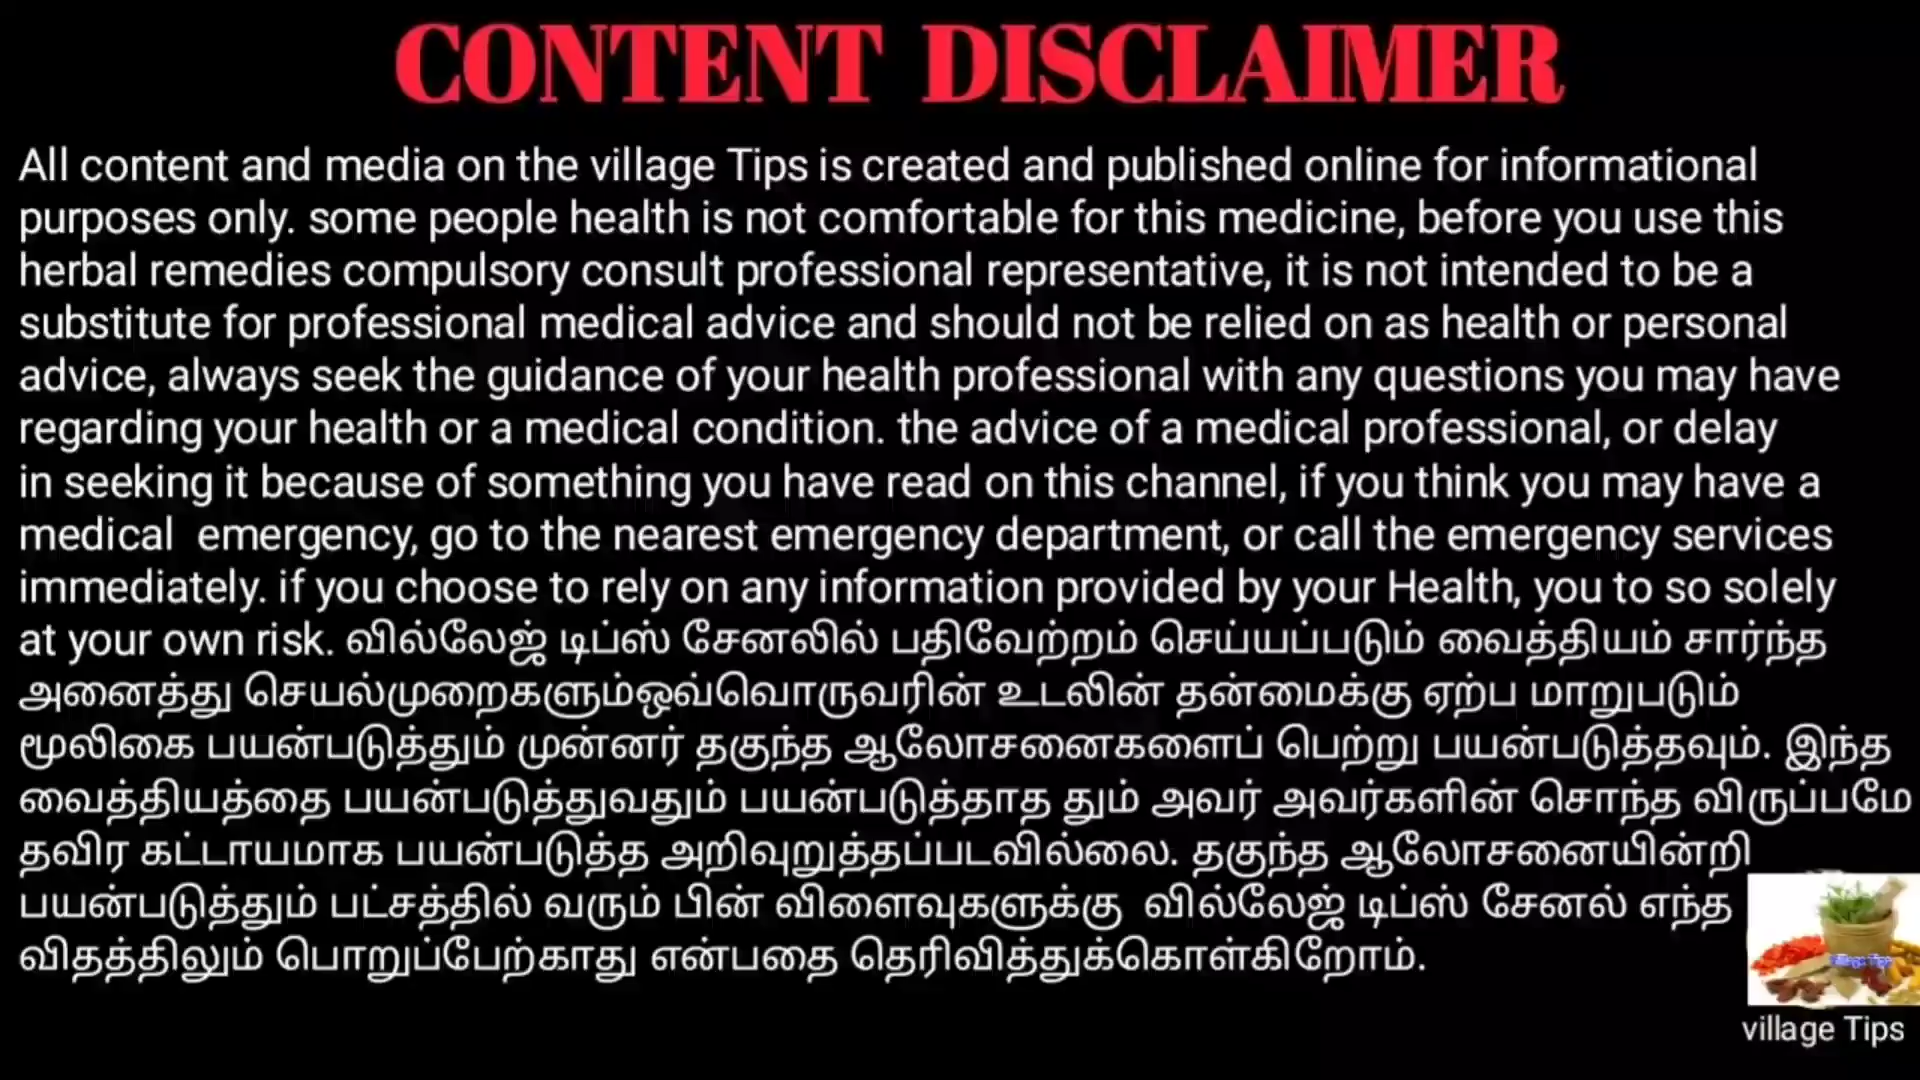 CONTENT DISCLAIMER
All content and media on the village Tips is created and published online for informational
purposes only. some people health is not comfortable for this medicine, before you use this
herbal remedies compulsory consult professional representative, it is not intended to be a
substitute for professional medical advice and should not be relied on as health or personal
advice, always seek the guidance of your health professional with any questions you may have
regarding your health or a medical condition. the advice of a medical professional, or delay
in seeking it because of something you have read on this channel, if you think you may have a
medical  emergency, go to the nearest emergency department, or call the emergency services
immediately. if you choose to rely on any information provided by your Health, you to so solely
at your own risk. வில்லேஜ் டிப்ஸ் சேனலில் பதிவேற்றம் செய்யப்படும் வைத்தியம் சார்ந்த
அனைத்து செயல்முறைகளும்ஒவ்வொருவரின் உடலின் தன்மைக்கு ஏற்ப மாறுபடும்
மூலிகை பயன்படுத்தும் முன்னர் தகுந்த ஆலோசனைகளைப் பெற்று பயன்படுத்தவும். இந்த
வைத்தியத்தை பயன்படுத்துவதும் பயன்படுத்தாத தும் அவர் அவர்களின் சொந்த விருப்பமே
தவிர கட்டாயமாக பயன்படுத்த அறிவுறுத்தப்படவில்லை. தகுந்த ஆலோசனையின்றி
பயன்படுத்தும் பட்சத்தில் வரும் பின் விளைவுகளுக்கு  வில்லேஜ் டிப்ஸ் சேனல் எந்த
விதத்திலும் பொறுப்பேற்காது என்பதை தெரிவித்துக்கொள்கிறோம்.
village Tips
village Tips